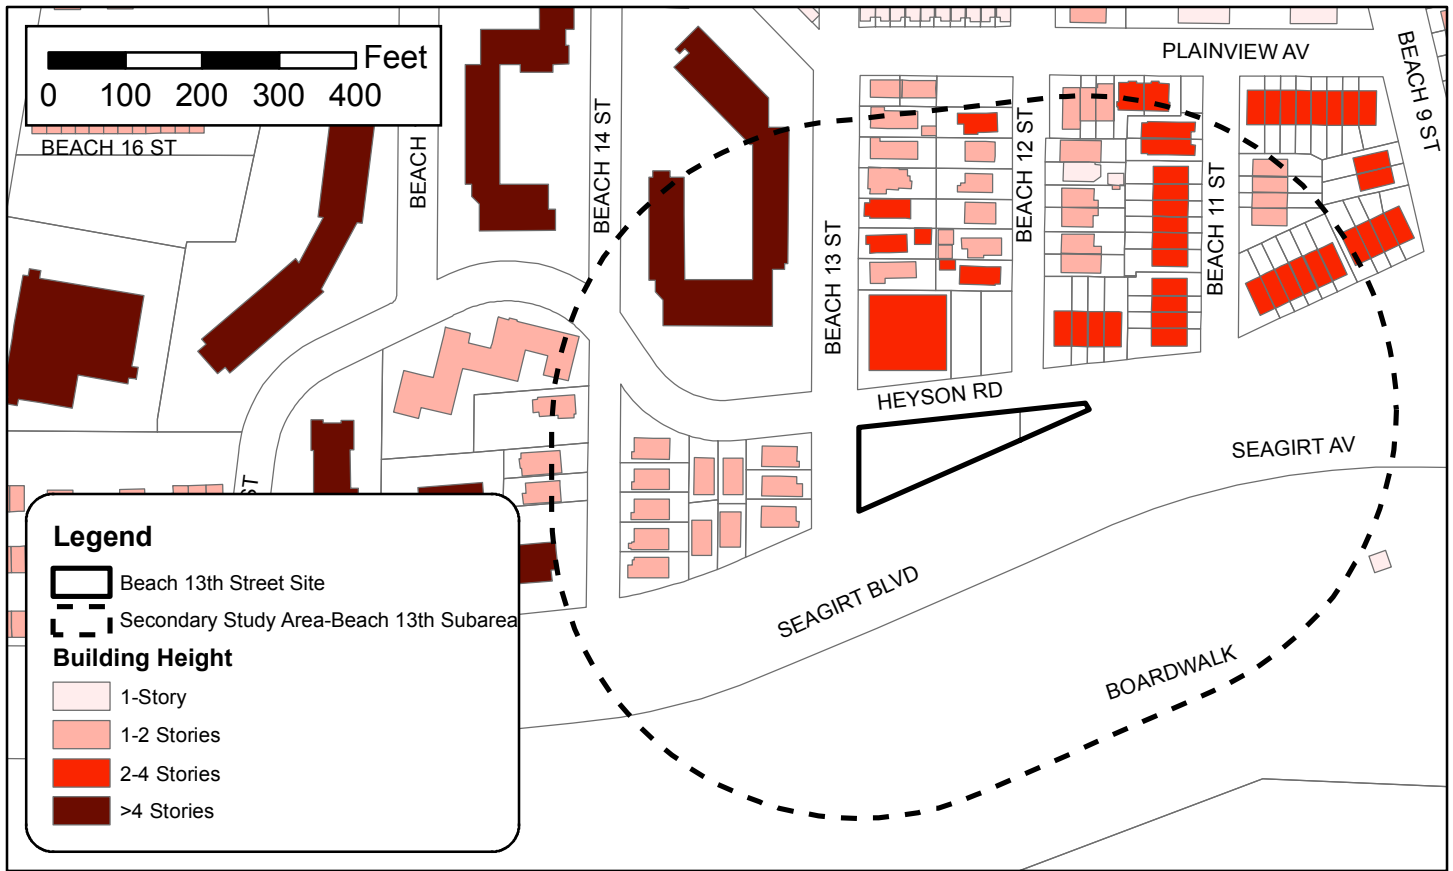 Feet
0 100 200 300 400
PLAINVIEW AV
BEACH 9 ST
BEACH 16 ST
BEACH
BEACH 14 ST
BEACH 13 ST
BEACH 12 ST
BEACH 11 ST
HEYSON RD
SEAGIRT AV
ST
SEAGIRT BLVD
BOARDWALK
Legend
Beach 13th Street Site
Secondary Study Area-Beach 13th Subarea
Building Height
1-Story
1-2 Stories
2-4 Stories
>4 Stories